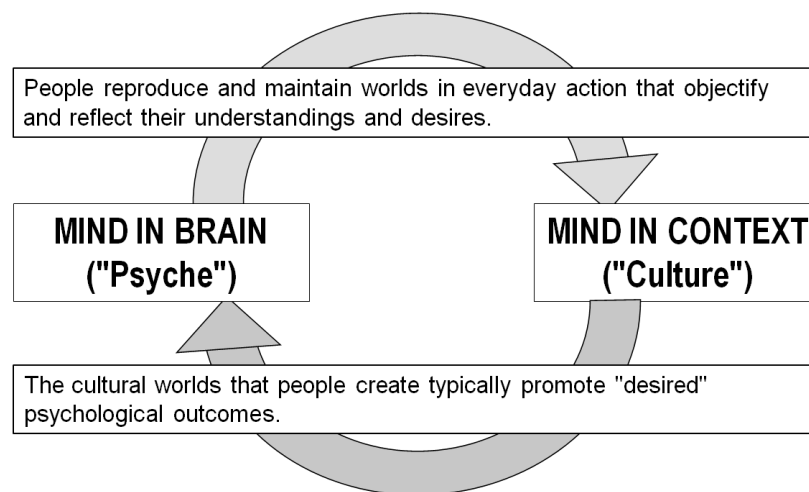 People reproduce and maintain worlds in everyday action that objectify
and reflect their understandings and desires.
MIND IN BRAIN
("Psyche")
MIND IN CONTEXT
("Culture")
The cultural worlds that people create typically promote "desired"
psychological outcomes.